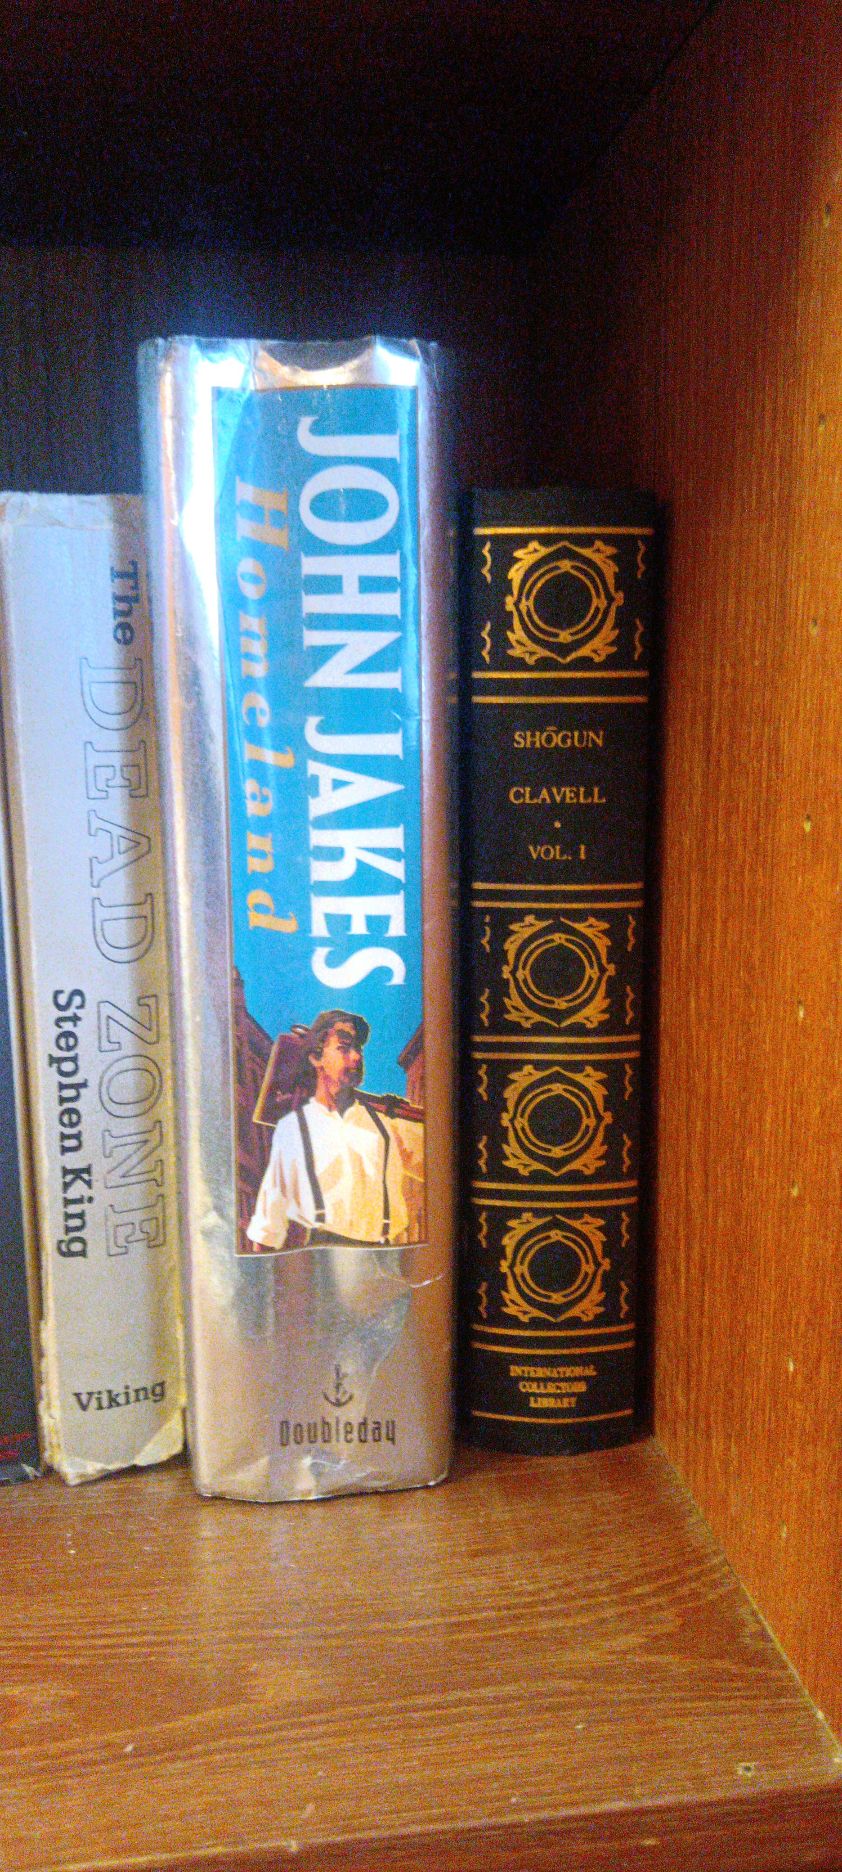 The
DEAD ZONE
Stephen King
Viking
JOHN JAKES
Homeland
Doubleday
SHŌGUN
CLAVELL
•
VOL. I
INTERNATIONAL
COLLECTORS
LIBRARY